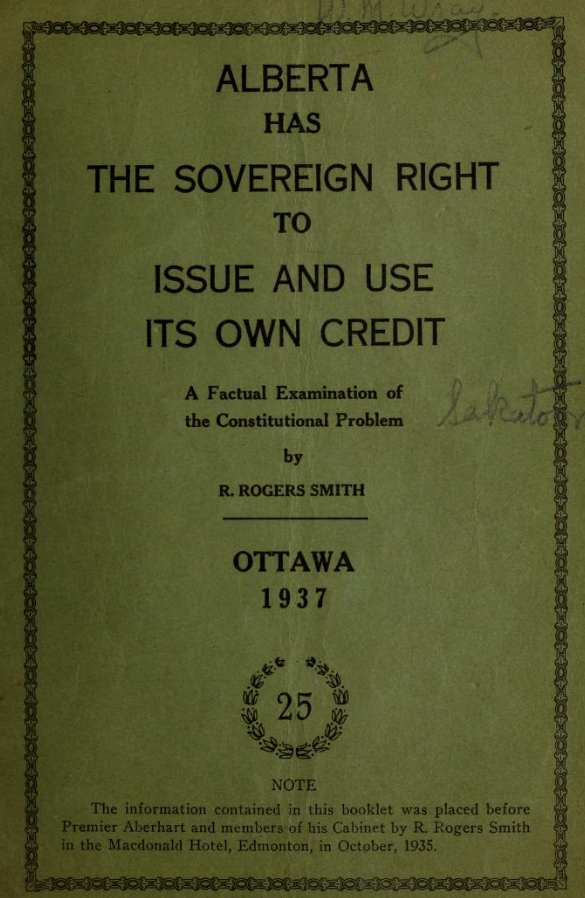 W. M. Wray.
ALBERTA
HAS
THE SOVEREIGN RIGHT
TO
ISSUE AND USE
ITS OWN CREDIT
A Factual Examination of
the Constitutional Problem
by
R. ROGERS SMITH
OTTAWA
1937
25
NOTE
The information contained in this booklet was placed before
Premier Aberhart and members of his Cabinet by R. Rogers Smith
in the Macdonald Hotel, Edmonton, in October, 1935.